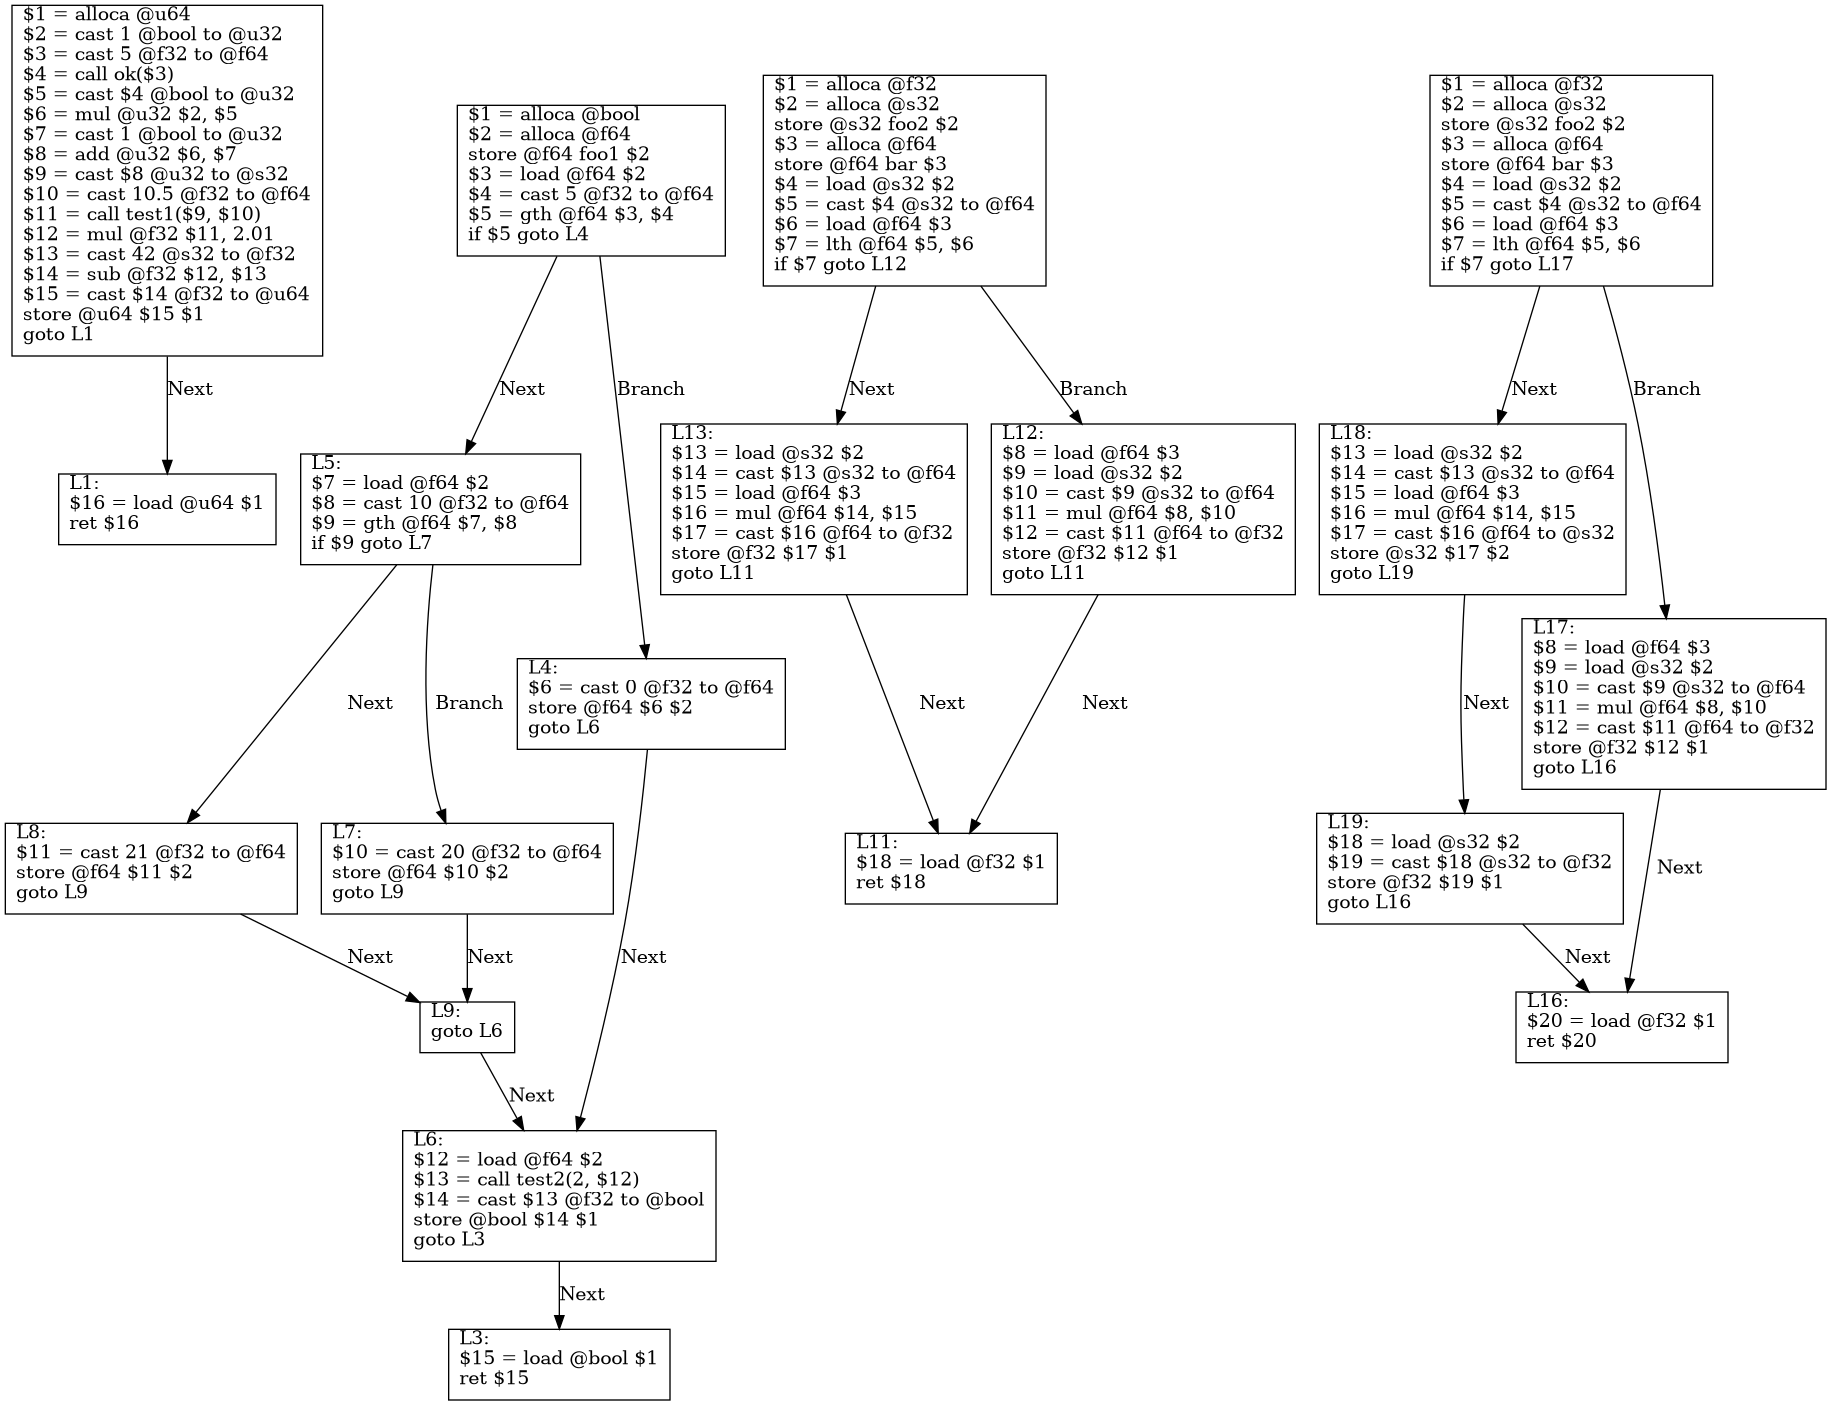 $1 = alloca @u64
$2 = cast 1 @bool to @u32
$3 = cast 5 @f32 to @f64
$4 = call ok($3)
$5 = cast $4 @bool to @u32
$6 = mul @u32 $2, $5
$7 = cast 1 @bool to @u32
$8 = add @u32 $6, $7
$9 = cast $8 @u32 to @s32
$10 = cast 10.5 @f32 to @f64
$11 = call test1($9, $10)
$12 = mul @f32 $11, 2.01
$13 = cast 42 @s32 to @f32
$14 = sub @f32 $12, $13
$15 = cast $14 @f32 to @u64
store @u64 $15 $1
goto L1
Next
L1:
$16 = load @u64 $1
ret $16
$1 = alloca @bool
$2 = alloca @f64
store @f64 foo1 $2
$3 = load @f64 $2
$4 = cast 5 @f32 to @f64
$5 = gth @f64 $3, $4
if $5 goto L4
Next
Branch
L5:
$7 = load @f64 $2
$8 = cast 10 @f32 to @f64
$9 = gth @f64 $7, $8
if $9 goto L7
Next
Branch
L4:
$6 = cast 0 @f32 to @f64
store @f64 $6 $2
goto L6
L8:
$11 = cast 21 @f32 to @f64
store @f64 $11 $2
goto L9
L7:
$10 = cast 20 @f32 to @f64
store @f64 $10 $2
goto L9
Next
Next
Next
L9:
goto L6
Next
L6:
$12 = load @f64 $2
$13 = call test2(2, $12)
$14 = cast $13 @f32 to @bool
store @bool $14 $1
goto L3
Next
L3:
$15 = load @bool $1
ret $15
$1 = alloca @f32
$2 = alloca @s32
store @s32 foo2 $2
$3 = alloca @f64
store @f64 bar $3
$4 = load @s32 $2
$5 = cast $4 @s32 to @f64
$6 = load @f64 $3
$7 = lth @f64 $5, $6
if $7 goto L12
Next
Branch
L13:
$13 = load @s32 $2
$14 = cast $13 @s32 to @f64
$15 = load @f64 $3
$16 = mul @f64 $14, $15
$17 = cast $16 @f64 to @f32
store @f32 $17 $1
goto L11
L12:
$8 = load @f64 $3
$9 = load @s32 $2
$10 = cast $9 @s32 to @f64
$11 = mul @f64 $8, $10
$12 = cast $11 @f64 to @f32
store @f32 $12 $1
goto L11
Next
Next
L11:
$18 = load @f32 $1
ret $18
$1 = alloca @f32
$2 = alloca @s32
store @s32 foo2 $2
$3 = alloca @f64
store @f64 bar $3
$4 = load @s32 $2
$5 = cast $4 @s32 to @f64
$6 = load @f64 $3
$7 = lth @f64 $5, $6
if $7 goto L17
Next
Branch
L18:
$13 = load @s32 $2
$14 = cast $13 @s32 to @f64
$15 = load @f64 $3
$16 = mul @f64 $14, $15
$17 = cast $16 @f64 to @s32
store @s32 $17 $2
goto L19
L17:
$8 = load @f64 $3
$9 = load @s32 $2
$10 = cast $9 @s32 to @f64
$11 = mul @f64 $8, $10
$12 = cast $11 @f64 to @f32
store @f32 $12 $1
goto L16
Next
L19:
$18 = load @s32 $2
$19 = cast $18 @s32 to @f32
store @f32 $19 $1
goto L16
Next
Next
L16:
$20 = load @f32 $1
ret $20